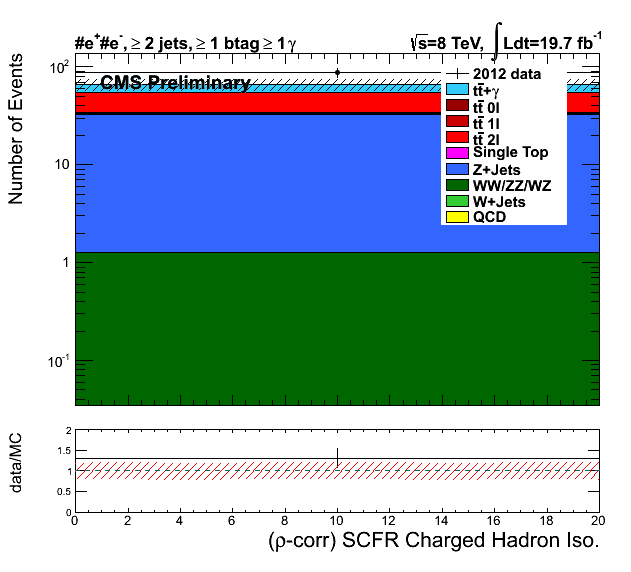 #e⁺#e⁻, ≥ 2 jets, ≥ 1 btag ≥ 1 γ
√s=8 TeV, ∫Ldt=19.7 fb⁻¹
CMS Preliminary
Number of Events
10²
10
1
10⁻¹
2012 data
tt̄+γ
tt̄ 0l
tt̄ 1l
tt̄ 2l
Single Top
Z+Jets
WW/ZZ/WZ
W+Jets
QCD
data/MC
2
1.5
1
0.5
0
0 2 4 6 8 10 12 14 16 18 20
(ρ-corr) SCFR Charged Hadron Iso.